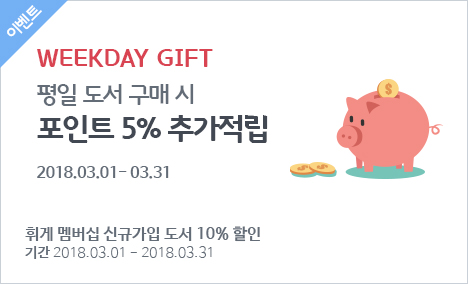 이벤트
WEEKDAY GIFT
평일 도서 구매 시
포인트 5% 추가적립
2018.03.01- 03.31
휘게 멤버십 신규가입 도서 10% 할인
기간 2018.03.01 - 2018.03.31